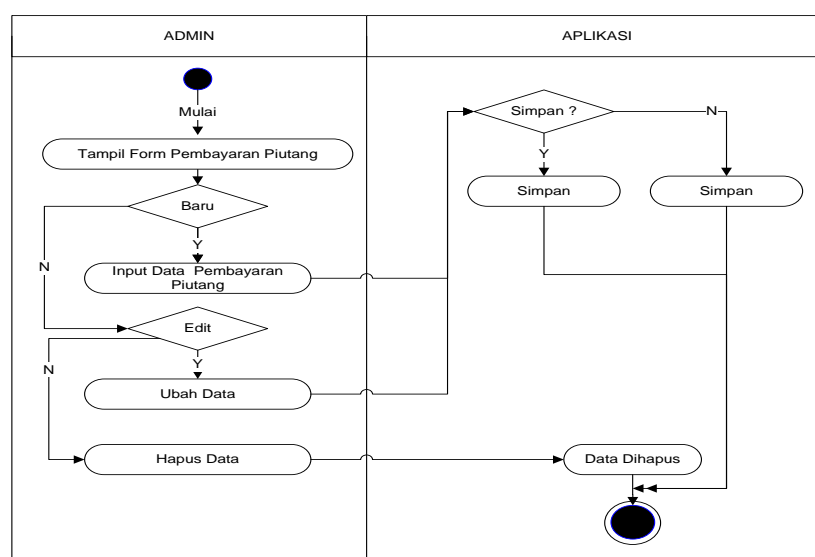 ADMIN
APLIKASI
Mulai
Tampil Form Pembayaran Piutang
Baru
Y
N
Input Data Pembayaran
Piutang
Edit
Y
N
Ubah Data
Hapus Data
Simpan ?
N
Y
Simpan
Simpan
Data Dihapus